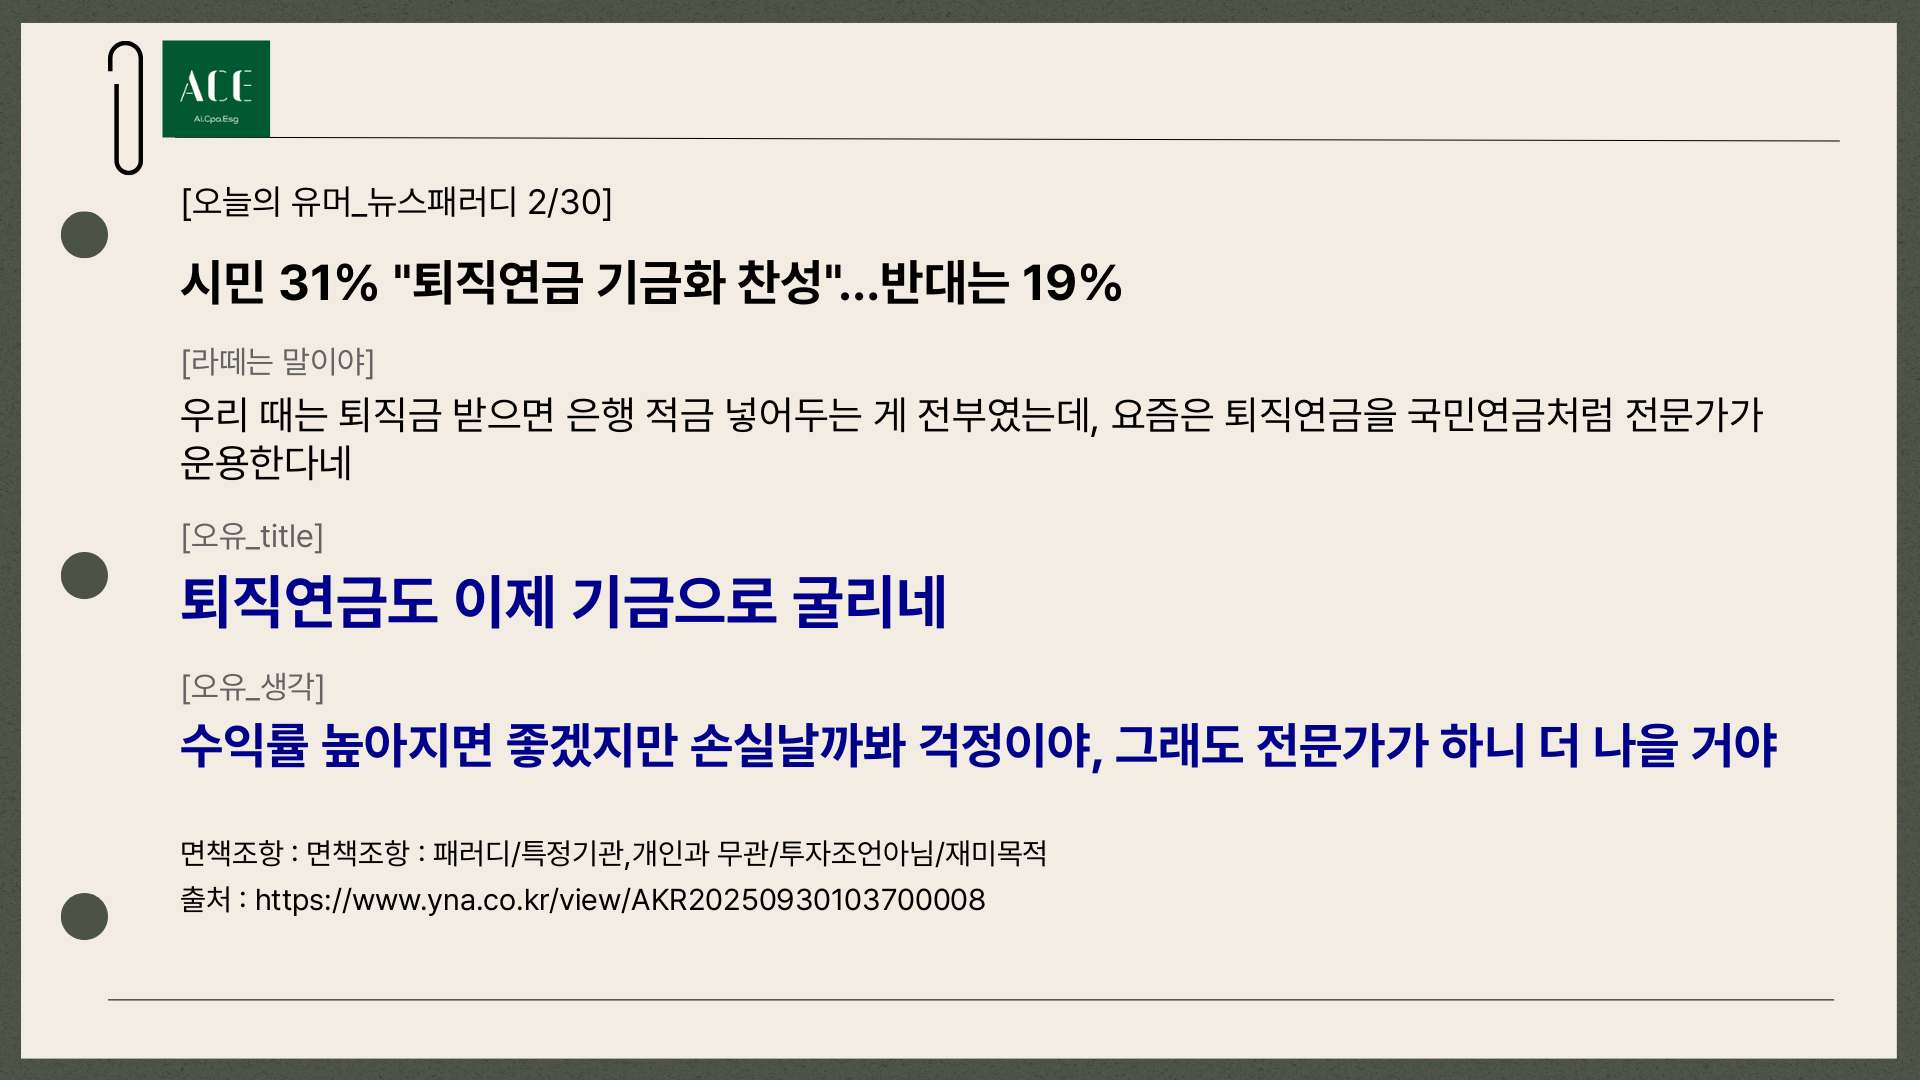 ACE
Ai.Cpa.Esg
[오늘의 유머_뉴스패러디 2/30]
시민 31% "퇴직연금 기금화 찬성"...반대는 19%
[라떼는 말이야]
우리 때는 퇴직금 받으면 은행 적금 넣어두는 게 전부였는데, 요즘은 퇴직연금을 국민연금처럼 전문가가
운용한다네
[오유_title]
퇴직연금도 이제 기금으로 굴리네
[오유_생각]
수익률 높아지면 좋겠지만 손실날까봐 걱정이야, 그래도 전문가가 하니 더 나을 거야
면책조항 : 면책조항 : 패러디/특정기관,개인과 무관/투자조언아님/재미목적
출처 : https://www.yna.co.kr/view/AKR20250930103700008